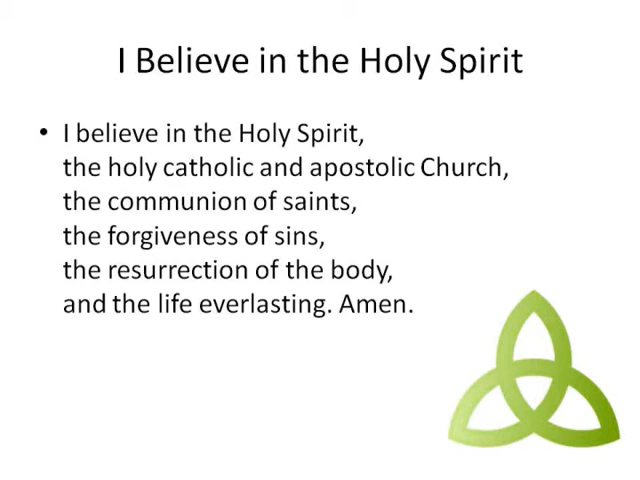 I Believe in the Holy Spirit
• I believe in the Holy Spirit,
the holy catholic and apostolic Church,
the communion of saints,
the forgiveness of sins,
the resurrection of the body,
and the life everlasting. Amen.